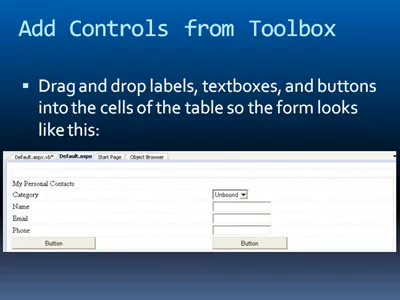 Add Controls from Toolbox
Drag and drop labels, textboxes, and buttons
into the cells of the table so the form looks
like this:
Default.aspx.vb* Default.aspx Start Page Object Browser
My Personal Contacts
Category Unbound
Name
Email
Phone
Button Button